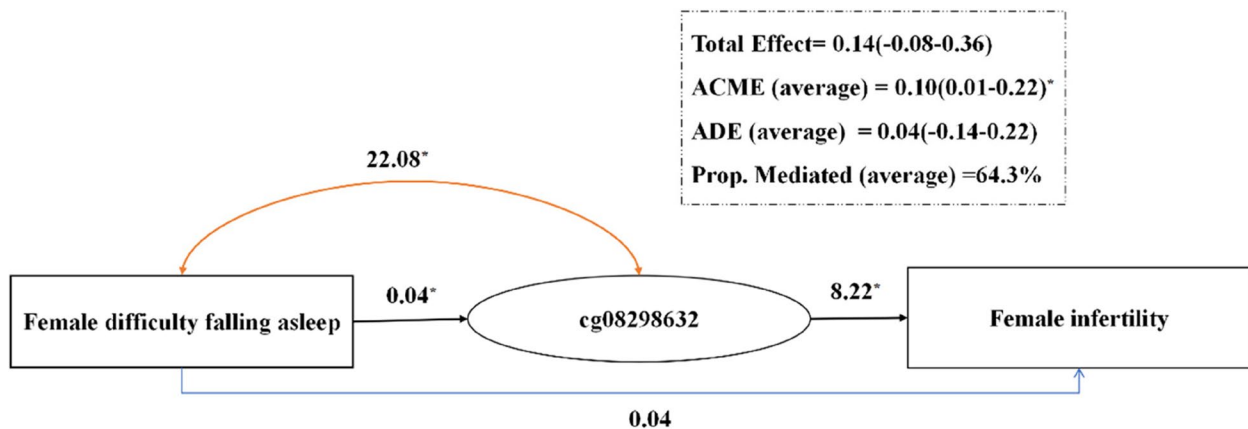 Total Effect= 0.14(-0.08-0.36)
ACME (average) = 0.10(0.01-0.22)*
ADE (average) = 0.04(-0.14-0.22)
Prop. Mediated (average) =64.3%
22.08*
Female difficulty falling asleep
0.04*
cg08298632
8.22*
Female infertility
0.04